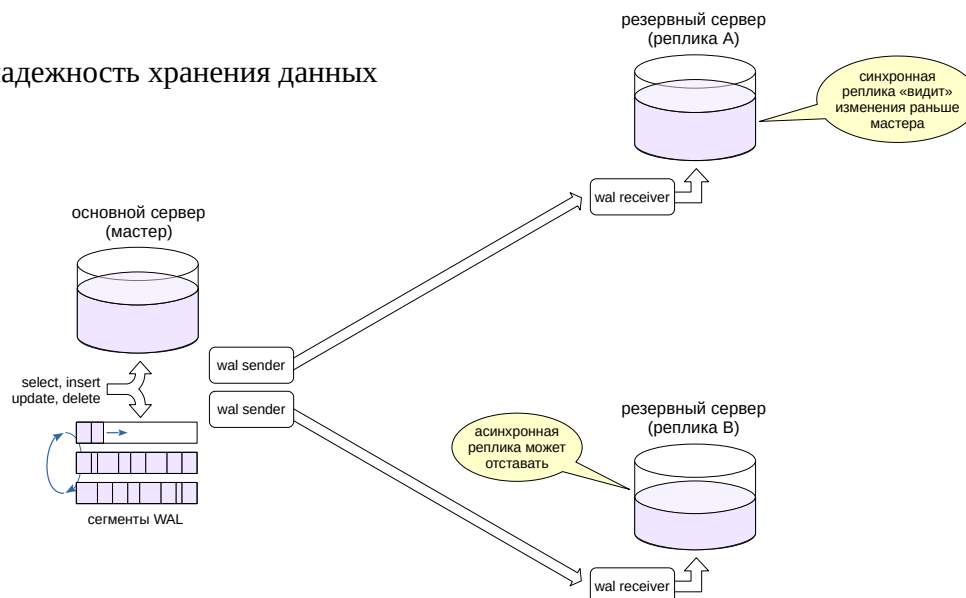 надежность хранения данных
резервный сервер
(реплика A)
синхронная
реплика «видит»
изменения раньше
мастера
wal receiver
основной сервер
(мастер)
wal sender
select, insert
update, delete
wal sender
сегменты WAL
асинхронная
реплика может
отставать
резервный сервер
(реплика B)
wal receiver